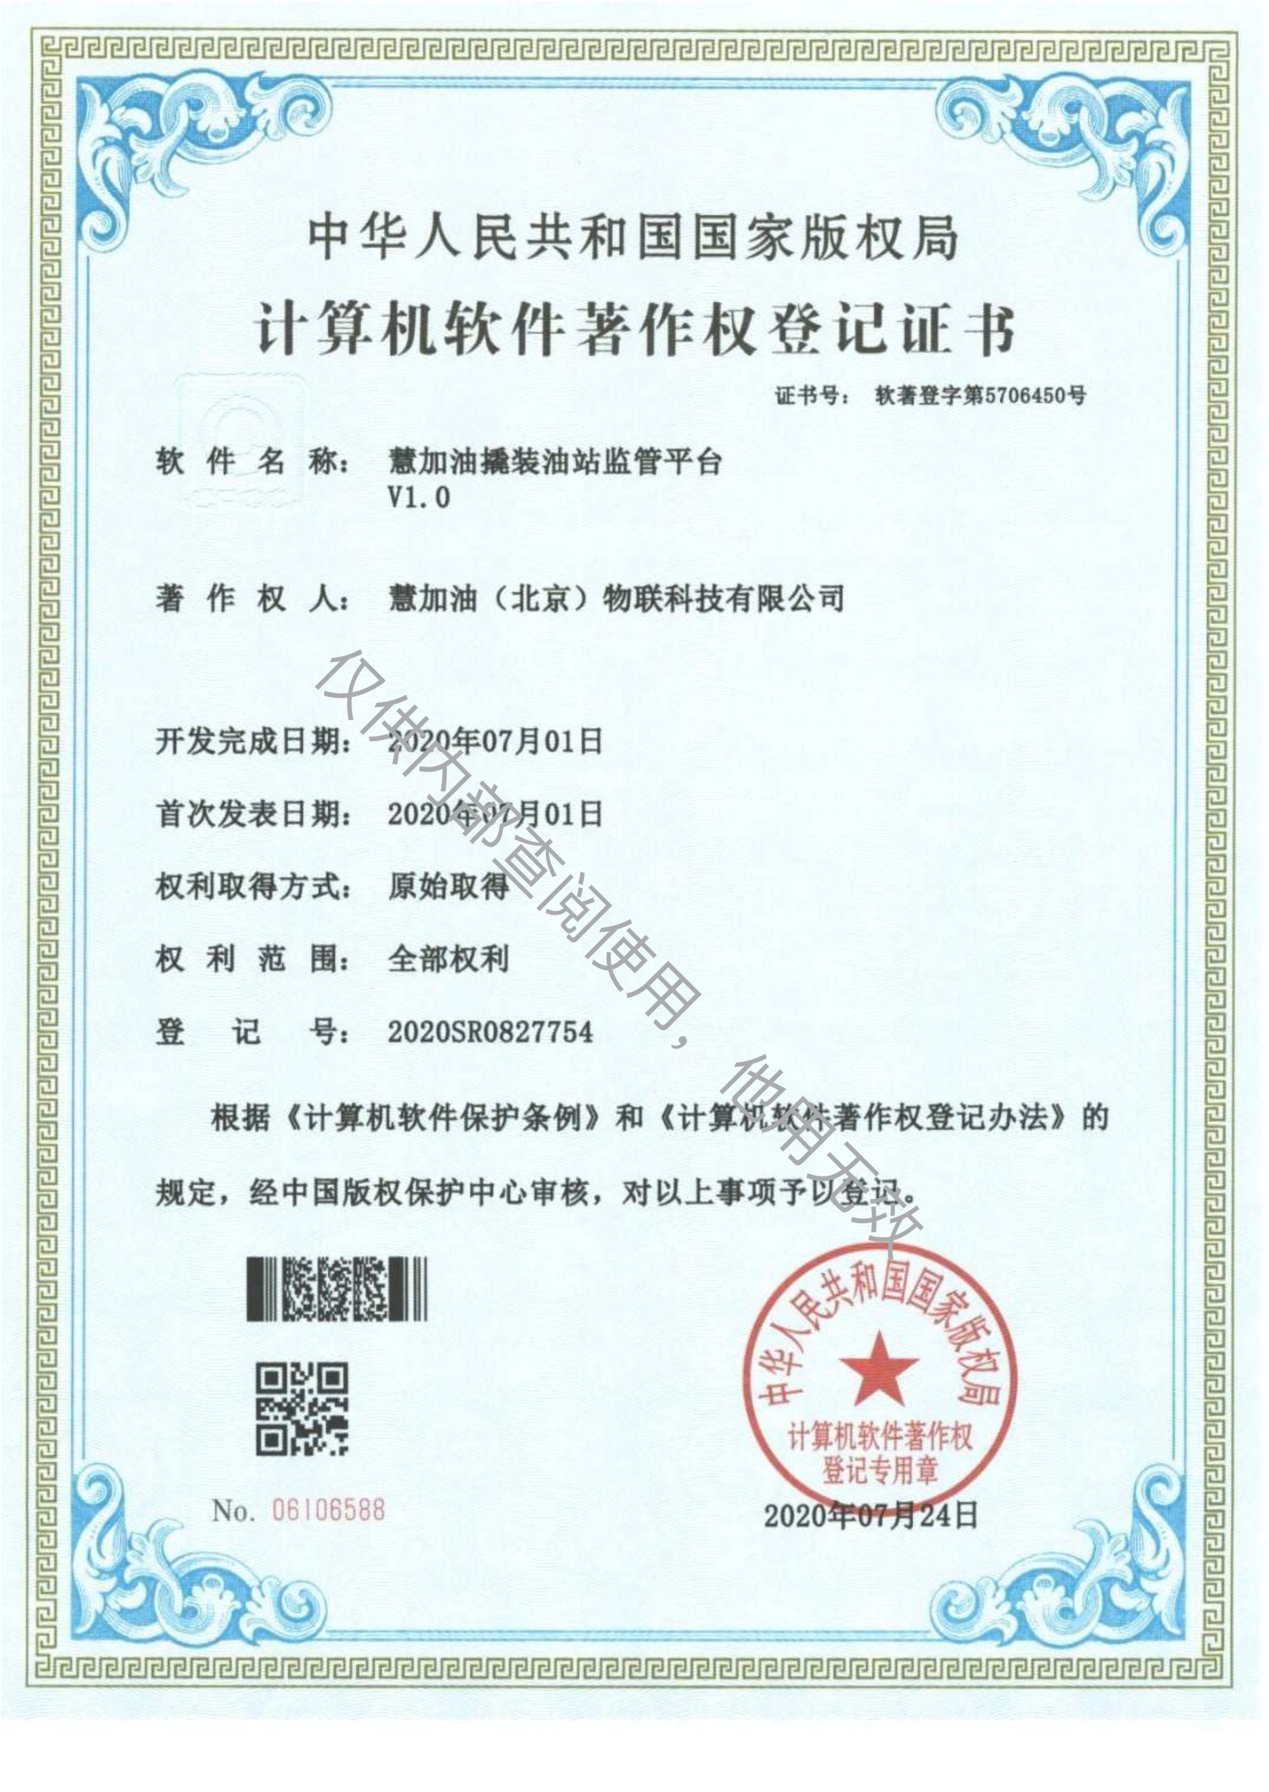 中华人民共和国国家版权局
计算机软件著作权登记证书
证书号： 软著登字第5706450号
软件名称： 慧加油撬装油站监管平台
V1.0
著作权人： 慧加油（北京）物联科技有限公司
开发完成日期： 2020年07月01日
首次发表日期： 2020年07月01日
权利取得方式： 原始取得
权利范围： 全部权利
登记号： 2020SR0827754
根据《计算机软件保护条例》和《计算机软件著作权登记办法》的
规定，经中国版权保护中心审核，对以上事项予以登记。
仅供内部查阅使用，他用无效
中华人民共和国国家版权局
计算机软件著作权
登记专用章
No. 06106588
2020年07月24日